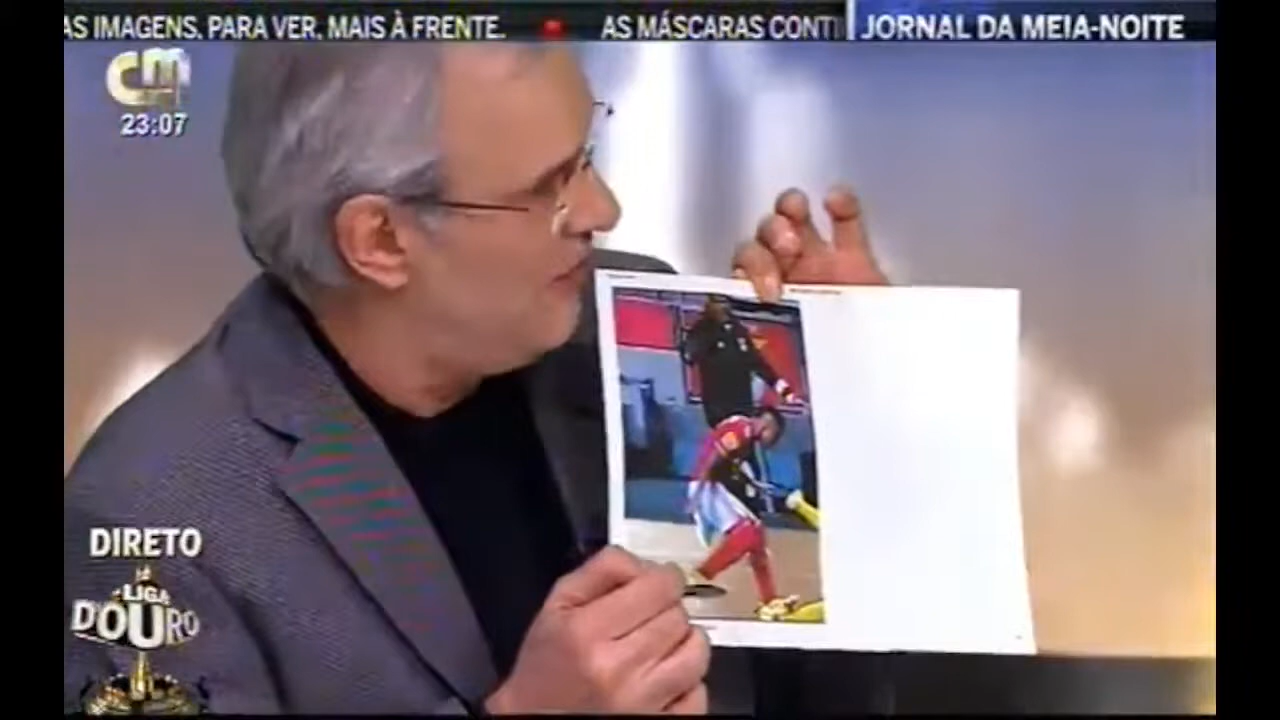 AS IMAGENS, PARA VER, MAIS À FRENTE. AS MÁSCARAS CONTI
JORNAL DA MEIA-NOITE
cm
23:07
DIRETO
LIGA
D'OURO